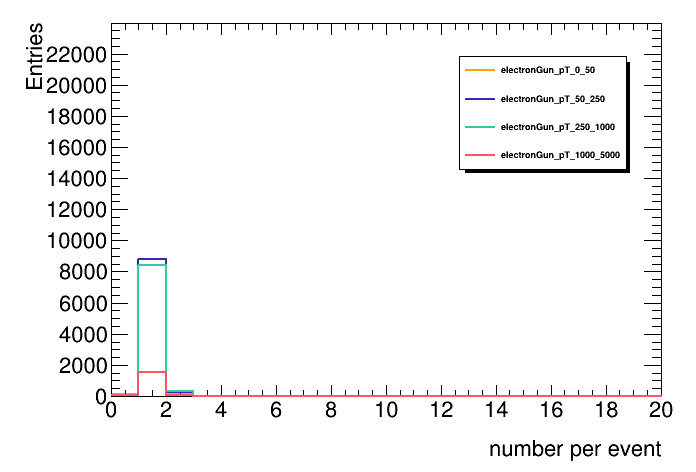 Entries
22000
20000
18000
16000
14000
12000
10000
8000
6000
4000
2000
0
electronGun_pT_0_50
electronGun_pT_50_250
electronGun_pT_250_1000
electronGun_pT_1000_5000
0 2 4 6 8 10 12 14 16 18 20
number per event